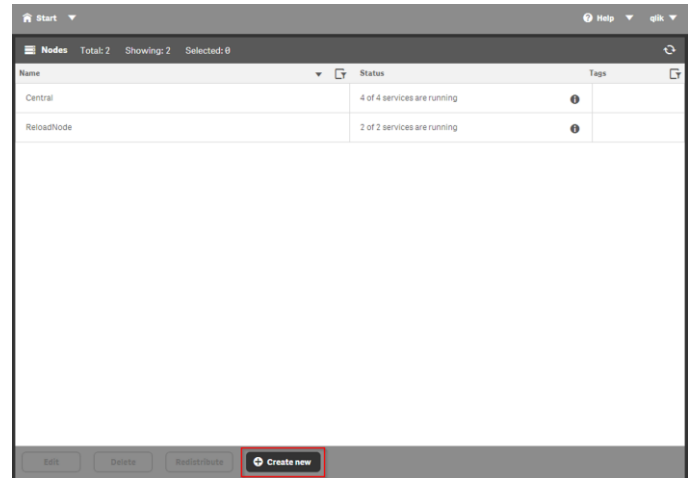 Start Help qlik
Nodes Total: 2 Showing: 2 Selected: 0
Name Status Tags
Central 4 of 4 services are running
ReloadNode 2 of 2 services are running
Edit Delete Redistribute Create new